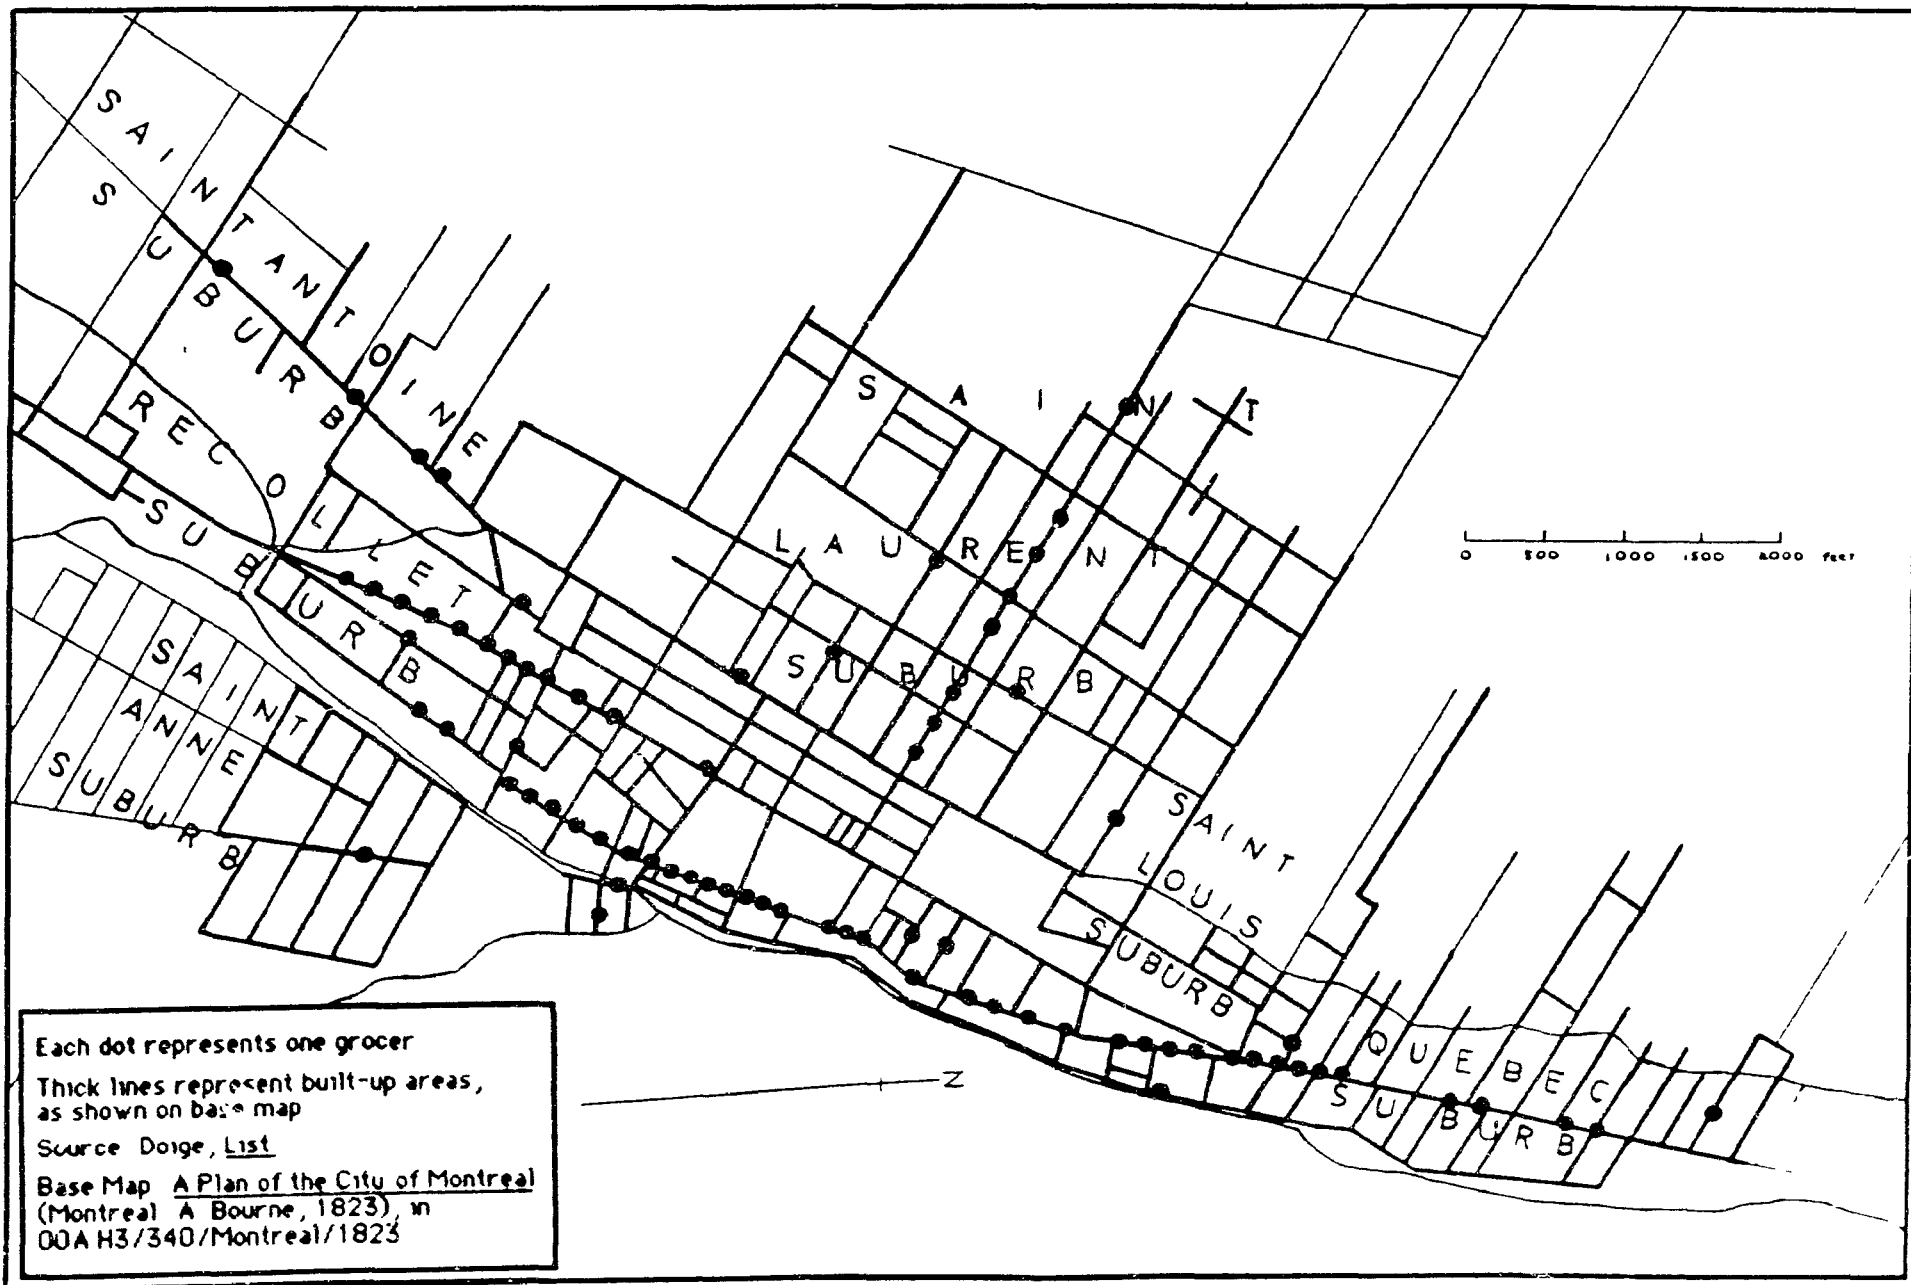 SAINT ANTOINE
SUBURB
RECOLLET
SUBURB
SAINT
ANNE
SUBURB
SAINT
LAURENT
SUBURB
SAINT
LOUIS
SUBURB
QUEBEC
SUBURB
0 500 1000 1500 2000 feet
N
Each dot represents one grocer
Thick lines represent built-up areas,
as shown on base map
Source Doige, List
Base Map A Plan of the City of Montreal
(Montreal A Bourne, 1823), in
OOA H3/340/Montreal/1823